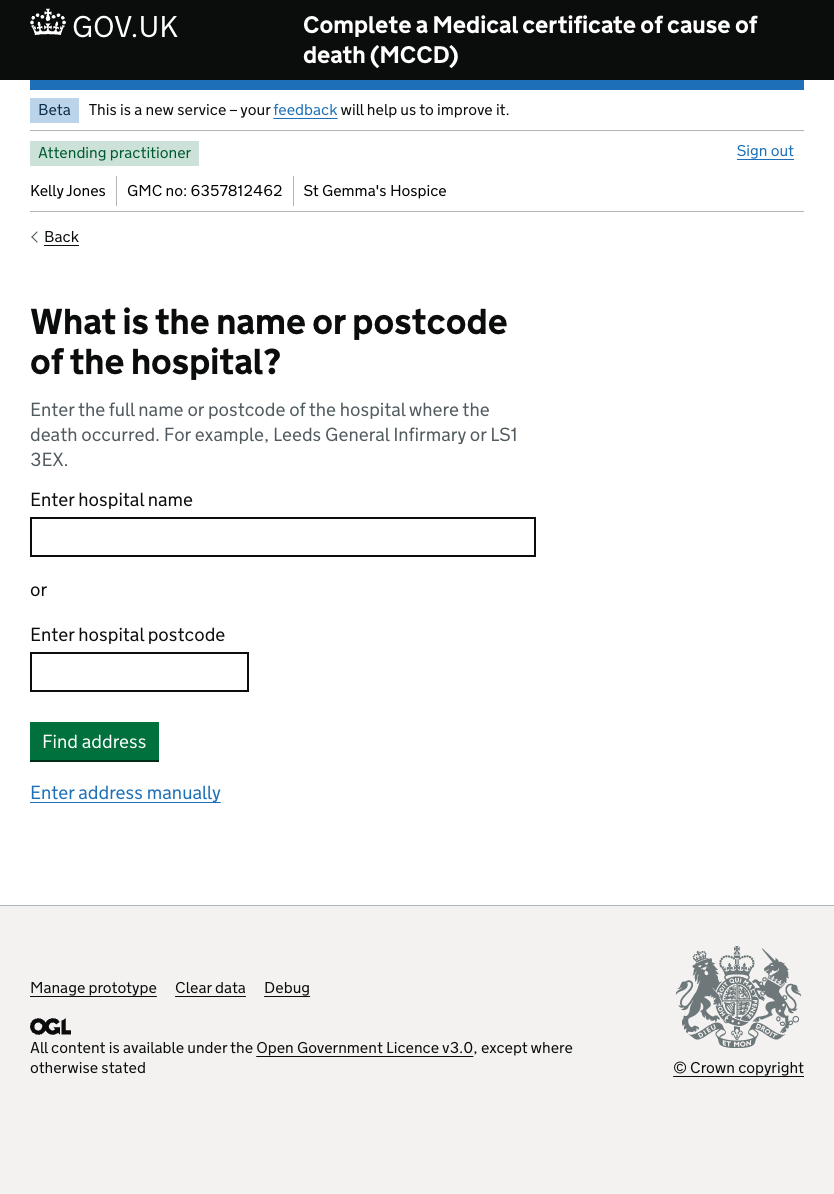 GOV.UK
Complete a Medical certificate of cause of
death (MCCD)
Beta This is a new service – your feedback will help us to improve it.
Attending practitioner
Sign out
Kelly Jones GMC no: 6357812462 St Gemma's Hospice
Back
What is the name or postcode
of the hospital?
Enter the full name or postcode of the hospital where the
death occurred. For example, Leeds General Infirmary or LS1
3EX.
Enter hospital name
or
Enter hospital postcode
Find address
Enter address manually
Manage prototype Clear data Debug
OGL
All content is available under the Open Government Licence v3.0, except where
otherwise stated
DIEU ET MON DROIT
© Crown copyright